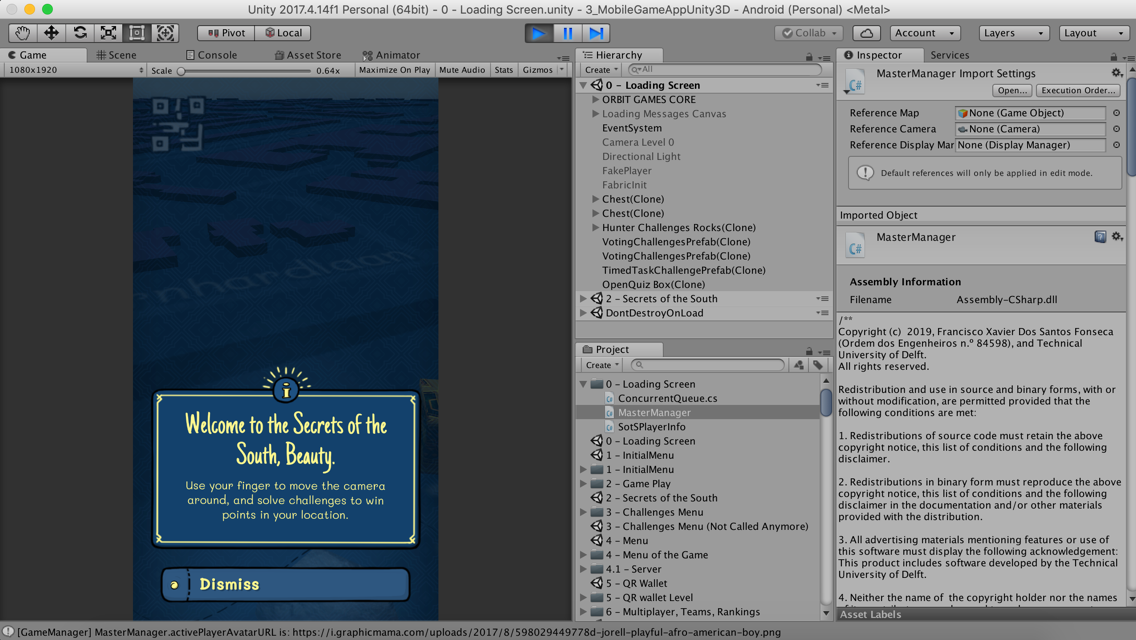 Unity 2017.4.14f1 Personal (64bit) - 0 - Loading Screen.unity - 3_MobileGameAppUnity3D - Android (Personal) <Metal>
Pivot Local Collab Account Layers Layout
Game Scene Console Asset Store Animator
1080x1920 Scale 0.64x Maximize On Play Mute Audio Stats Gizmos
nhardlaan
i
Welcome to the Secrets of the
South, Beauty.
Use your finger to move the camera
around, and solve challenges to win
points in your location.
Dismiss
Hierarchy
Create All
0 - Loading Screen
ORBIT GAMES CORE
Loading Messages Canvas
EventSystem
Camera Level 0
Directional Light
FakePlayer
FabricInit
Chest(Clone)
Chest(Clone)
Hunter Challenges Rocks(Clone)
VotingChallengesPrefab(Clone)
VotingChallengesPrefab(Clone)
TimedTaskChallengePrefab(Clone)
OpenQuiz Box(Clone)
2 - Secrets of the South
DontDestroyOnLoad
Project
Create
0 - Loading Screen
ConcurrentQueue.cs
MasterManager
SotSPlayerInfo
0 - Loading Screen
1 - InitialMenu
1 - InitialMenu
2 - Game Play
2 - Secrets of the South
3 - Challenges Menu
3 - Challenges Menu (Not Called Anymore)
4 - Menu
4 - Menu of the Game
4.1 - Server
5 - QR Wallet
5 - QR wallet Level
6 - Multiplayer, Teams, Rankings
Inspector Services
MasterManager Import Settings
C#
Open... Execution Order...
Reference Map None (Game Object)
Reference Camera None (Camera)
Reference Display Mar None (Display Manager)
Default references will only be applied in edit mode.
Imported Object
MasterManager
C#
Assembly Information
Filename Assembly-CSharp.dll
/**
Copyright (c) 2019, Francisco Xavier Dos Santos Fonseca
(Ordem dos Engenheiros n.º 84598), and Technical
University of Delft.
All rights reserved.
Redistribution and use in source and binary forms, with or
without modification, are permitted provided that the
following conditions are met:
1. Redistributions of source code must retain the above
copyright notice, this list of conditions and the following
disclaimer.
2. Redistributions in binary form must reproduce the above
copyright notice, this list of conditions and the following
disclaimer in the documentation and/or other materials
provided with the distribution.
3. All advertising materials mentioning features or use of
this software must display the following acknowledgement:
This product includes software developed by the Technical
University of Delft.
4. Neither the name of the copyright holder nor the names
Asset Labels
[GameManager] MasterManager.activePlayerAvatarURL is: https://i.graphicmama.com/uploads/2017/8/598029449778d-jorell-playful-afro-american-boy.png